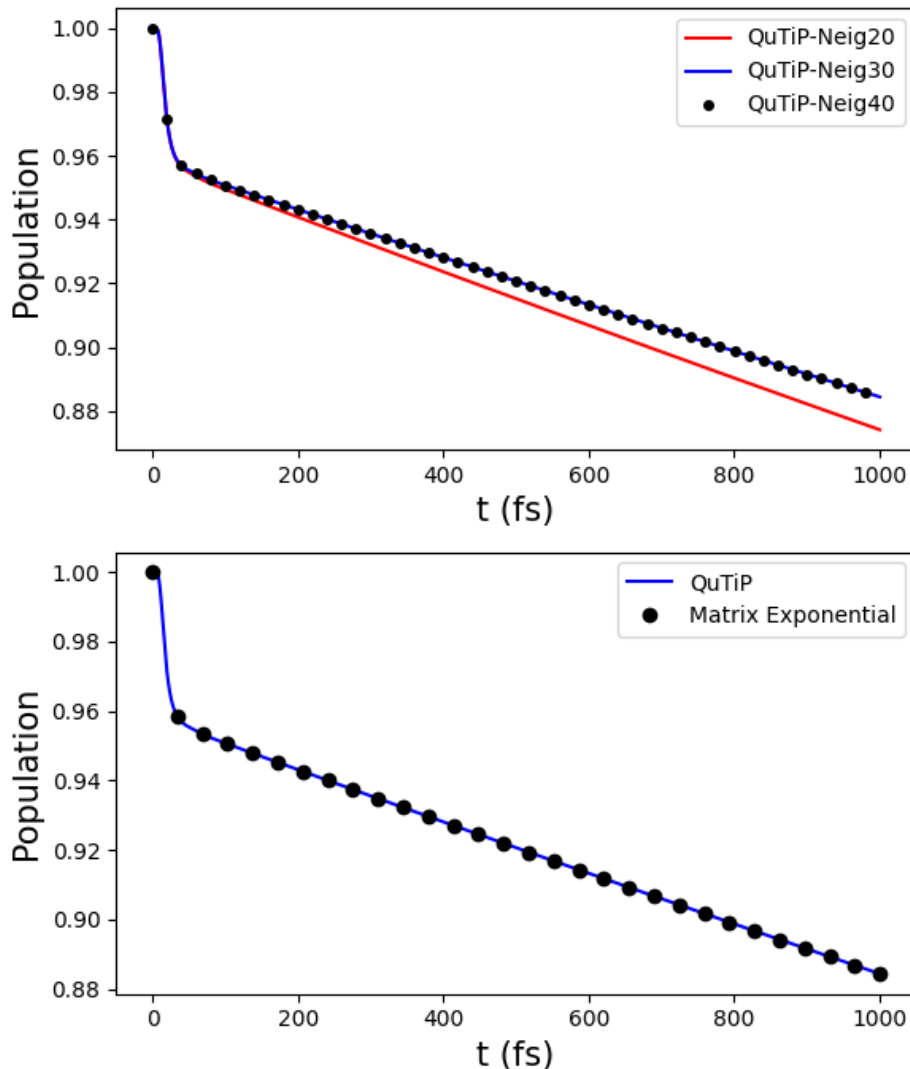 1.00
0.98
0.96
0.94
0.92
0.90
0.88
Population
QuTiP-Neig20
QuTiP-Neig30
QuTiP-Neig40
0 200 400 600 800 1000
t (fs)
1.00
0.98
0.96
0.94
0.92
0.90
0.88
Population
QuTiP
Matrix Exponential
0 200 400 600 800 1000
t (fs)